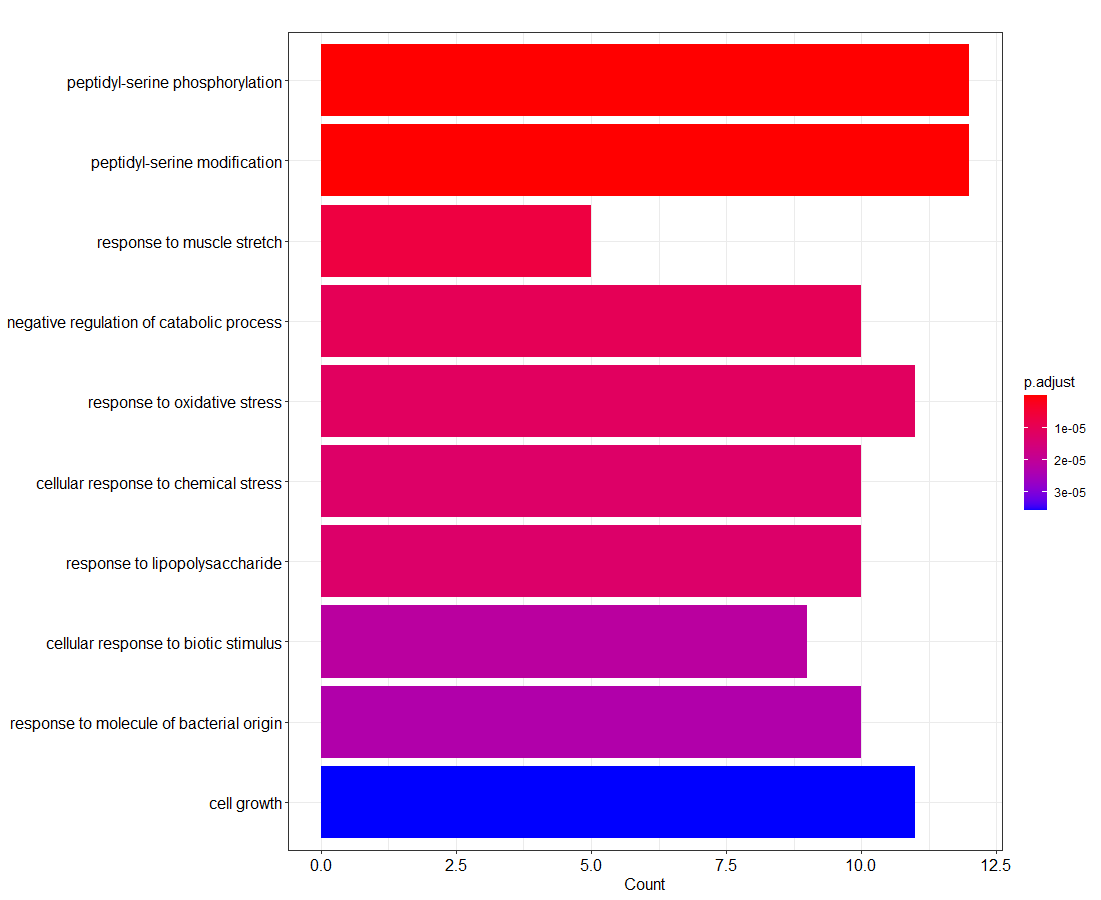 peptidyl-serine phosphorylation
peptidyl-serine modification
response to muscle stretch
negative regulation of catabolic process
response to oxidative stress
cellular response to chemical stress
response to lipopolysaccharide
cellular response to biotic stimulus
response to molecule of bacterial origin
cell growth
0.0 2.5 5.0 7.5 10.0 12.5
Count
p.adjust
1e-05
2e-05
3e-05